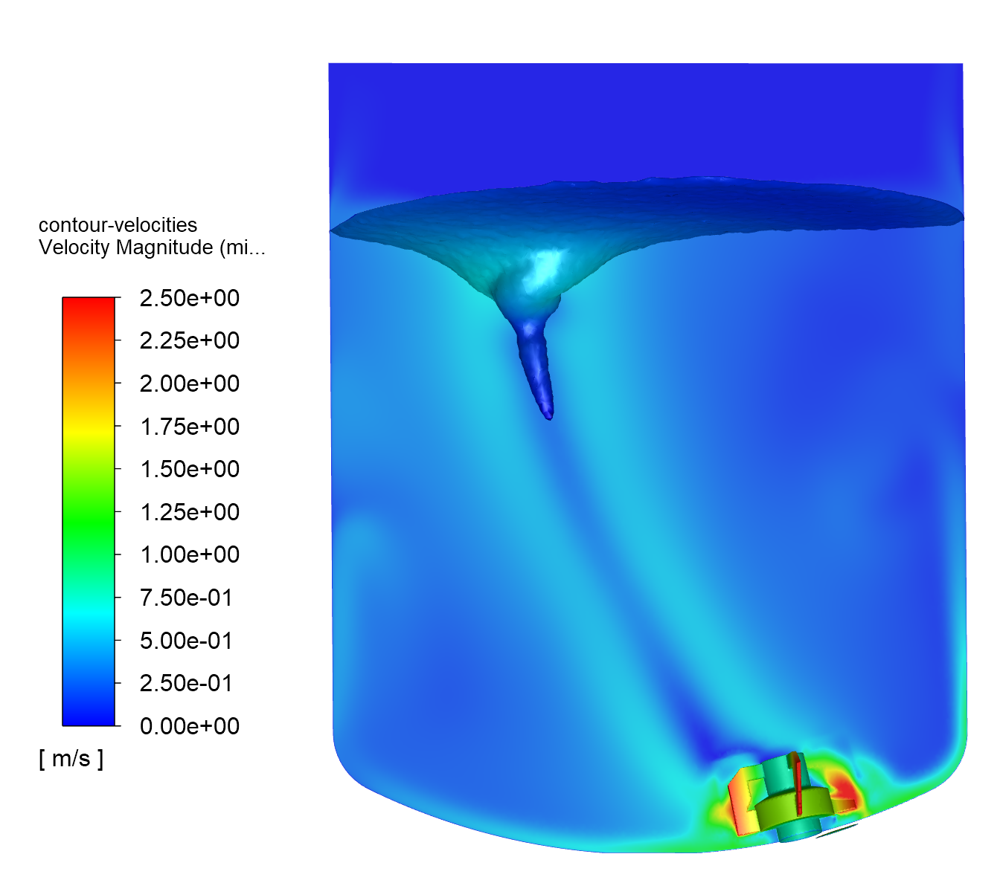 contour-velocities
Velocity Magnitude (mi...
2.50e+00
2.25e+00
2.00e+00
1.75e+00
1.50e+00
1.25e+00
1.00e+00
7.50e-01
5.00e-01
2.50e-01
0.00e+00
[ m/s ]